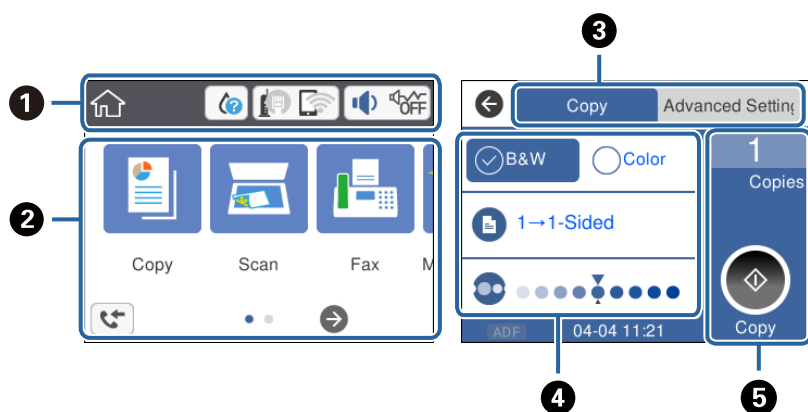 3
1
OFF
Copy
Advanced Setting
2
B&W
Color
1
Copies
1→1-Sided
Copy
Scan
Fax
M
ADF
04-04 11:21
Copy
4
5